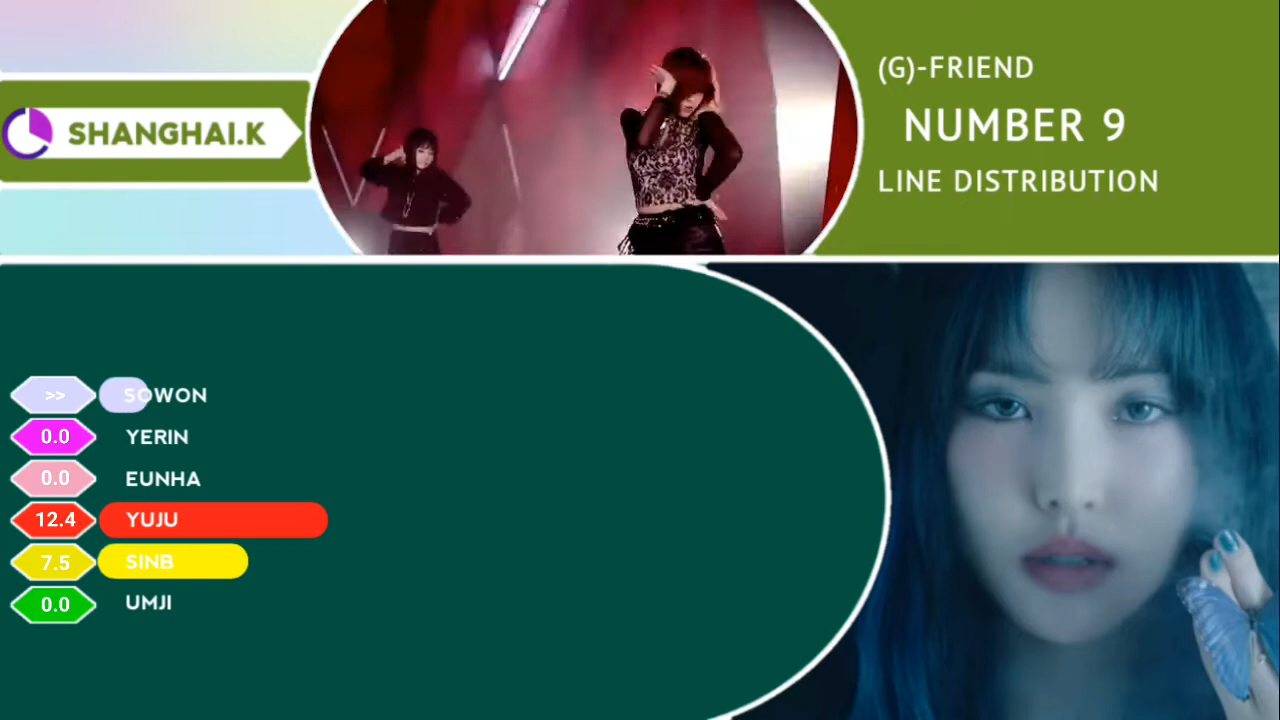 SHANGHAI.K
(G)-FRIEND
NUMBER 9
LINE DISTRIBUTION
>> SOWON
0.0 YERIN
0.0 EUNHA
12.4 YUJU
7.5 SINB
0.0 UMJI